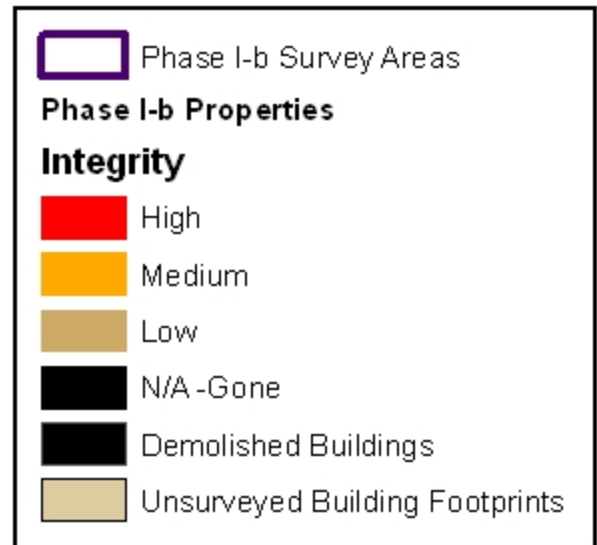 Phase I-b Survey Areas
Phase I-b Properties
Integrity
High
Medium
Low
N/A -Gone
Demolished Buildings
Unsurveyed Building Footprints